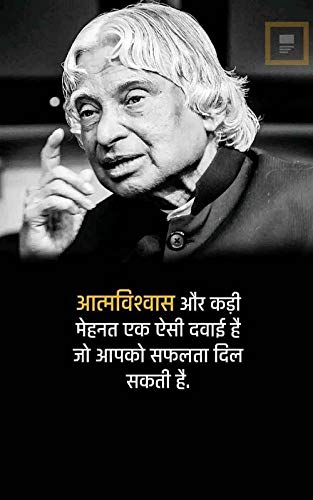 आत्मविश्वास और कड़ी
मेहनत एक ऐसी दवाई है
जो आपको सफलता दिल
सकती है.